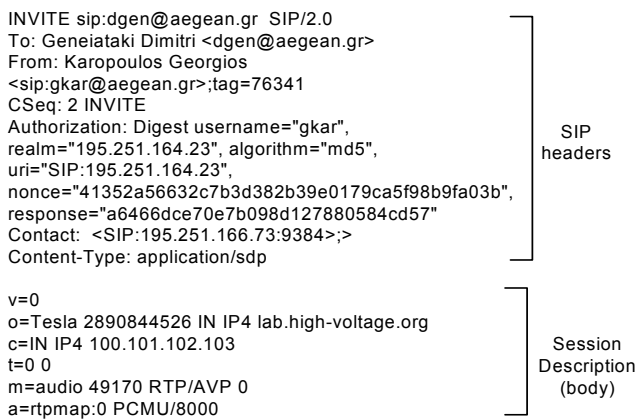 INVITE sip:dgen@aegean.gr SIP/2.0
To: Geneiataki Dimitri <dgen@aegean.gr>
From: Karopoulos Georgios
<sip:gkar@aegean.gr>;tag=76341
CSeq: 2 INVITE
Authorization: Digest username="gkar",
realm="195.251.164.23", algorithm="md5",
uri="SIP:195.251.164.23",
nonce="41352a56632c7b3d382b39e0179ca5f98b9fa03b",
response="a6466dce70e7b098d127880584cd57"
Contact: <SIP:195.251.166.73:9384>;>
Content-Type: application/sdp
SIP
headers
v=0
o=Tesla 2890844526 IN IP4 lab.high-voltage.org
c=IN IP4 100.101.102.103
t=0 0
m=audio 49170 RTP/AVP 0
a=rtpmap:0 PCMU/8000
Session
Description
(body)